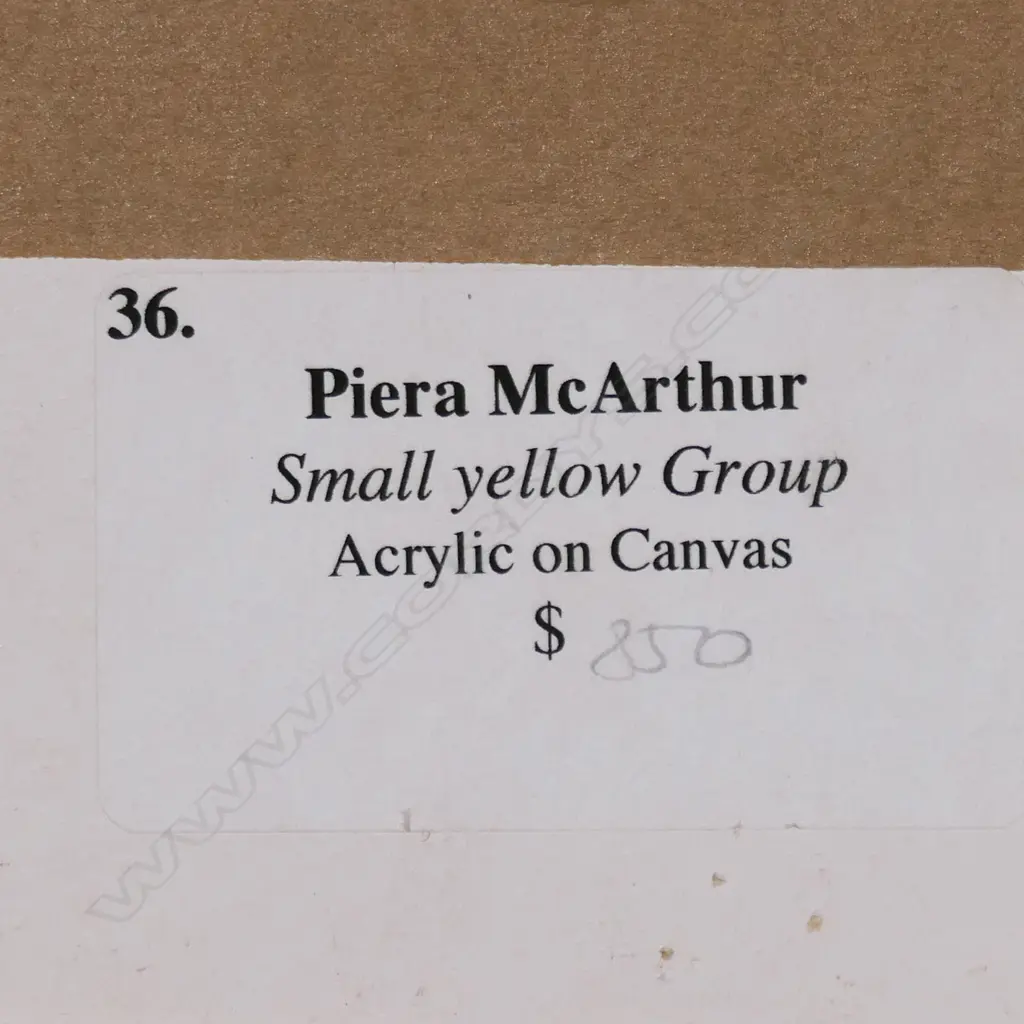 36.
Piera McArthur
Small yellow Group
Acrylic on Canvas
$ 850